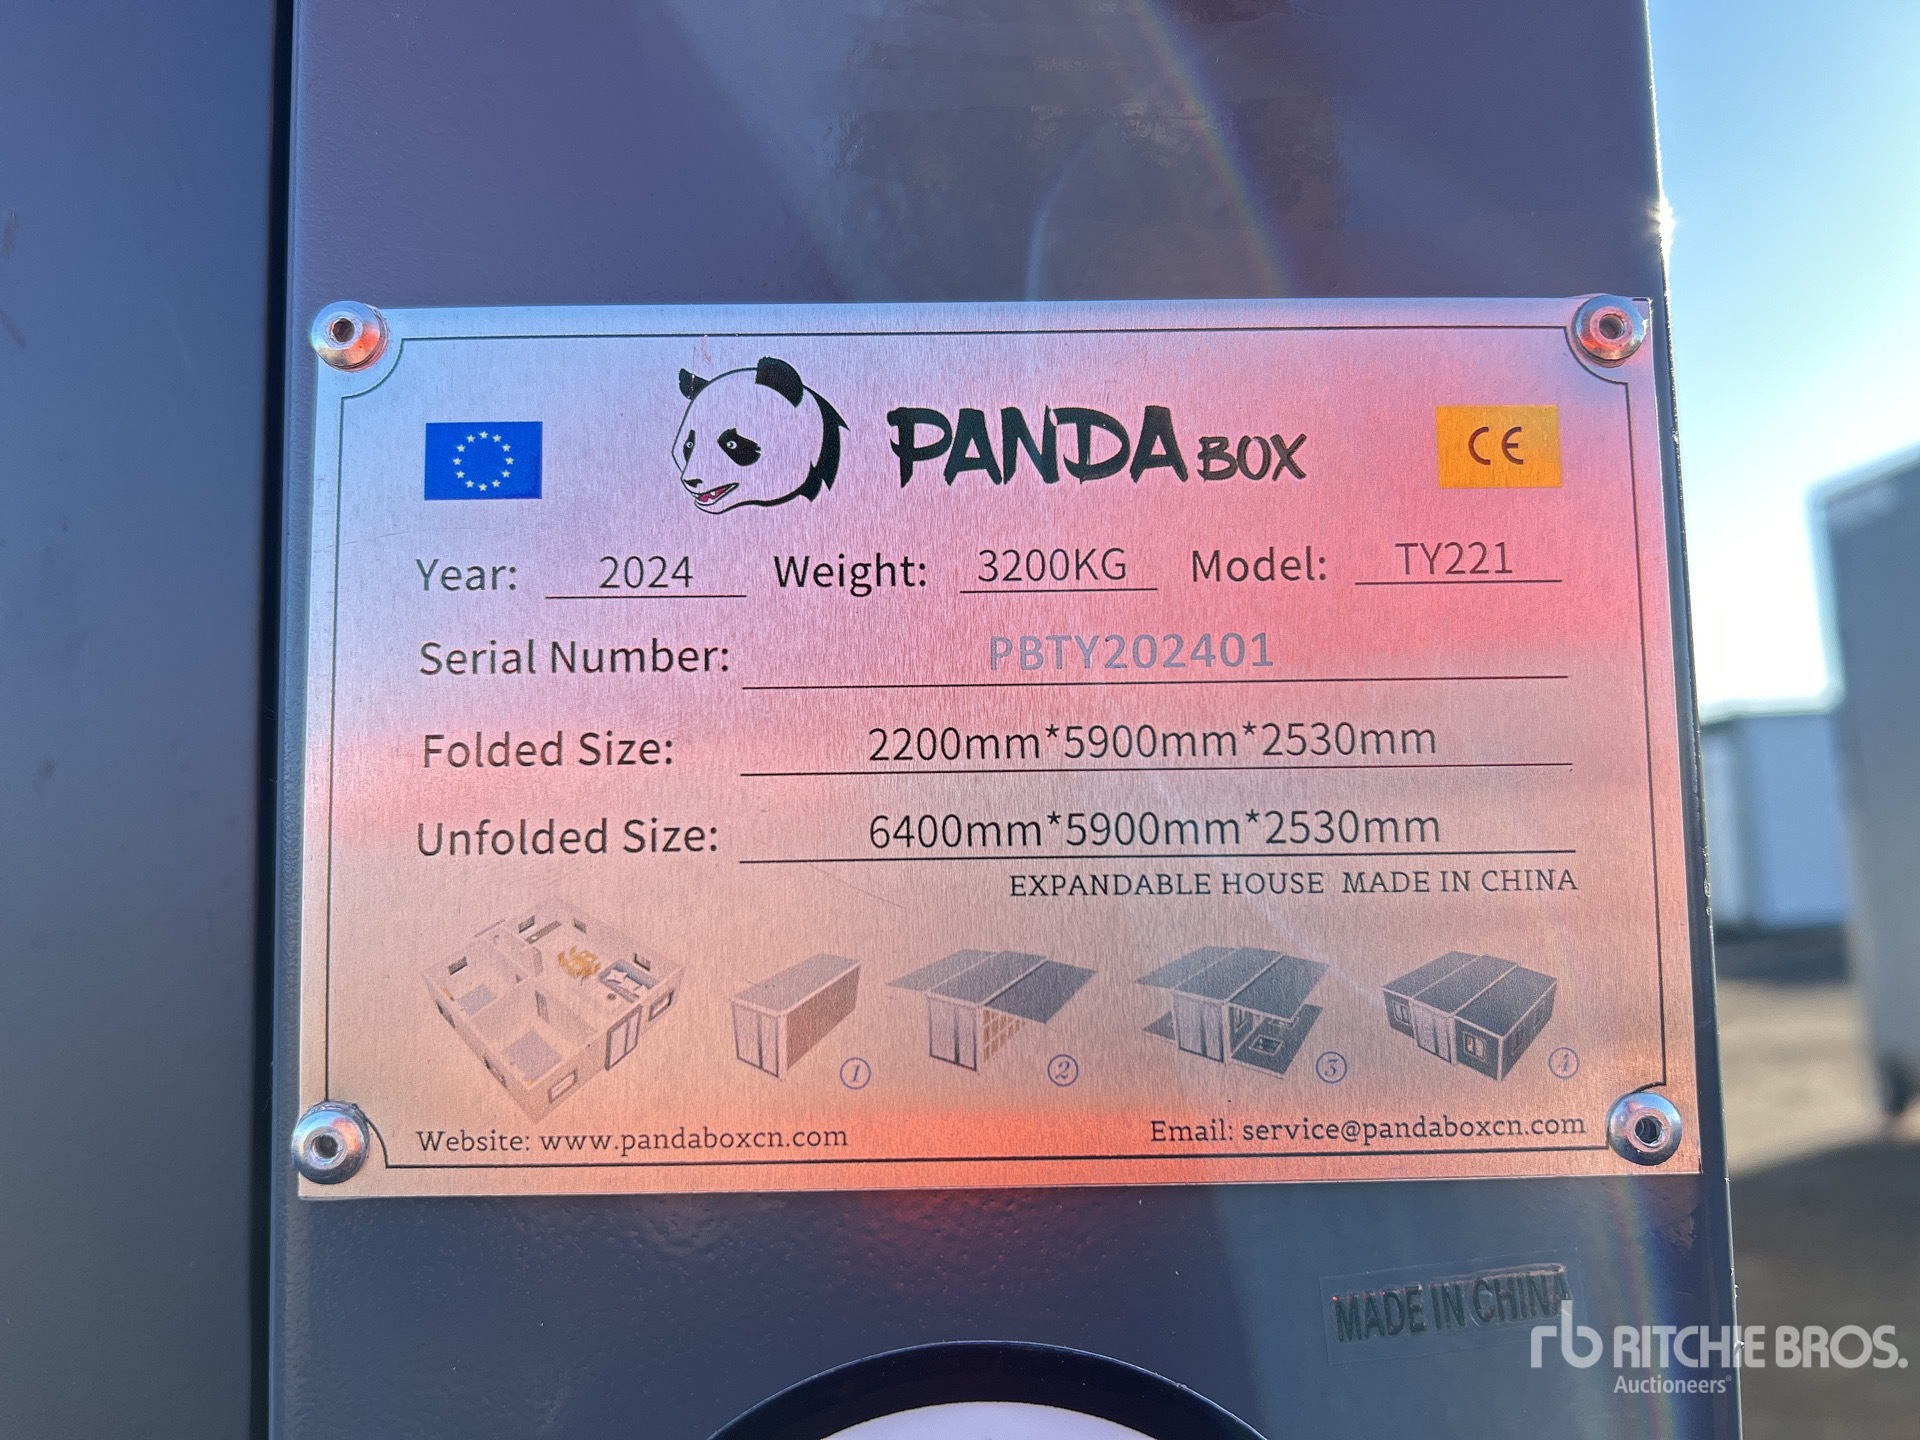 PANDA BOX
CE
Year: 2024 Weight: 3200KG Model: TY221
Serial Number: PBTY202401
Folded Size: 2200mm*5900mm*2530mm
Unfolded Size: 6400mm*5900mm*2530mm
EXPANDABLE HOUSE MADE IN CHINA
1 2 3 4
Website: www.pandaboxcn.com Email: service@pandaboxcn.com
MADE IN CHINA
rb RITCHIE BROS.
Auctioneers